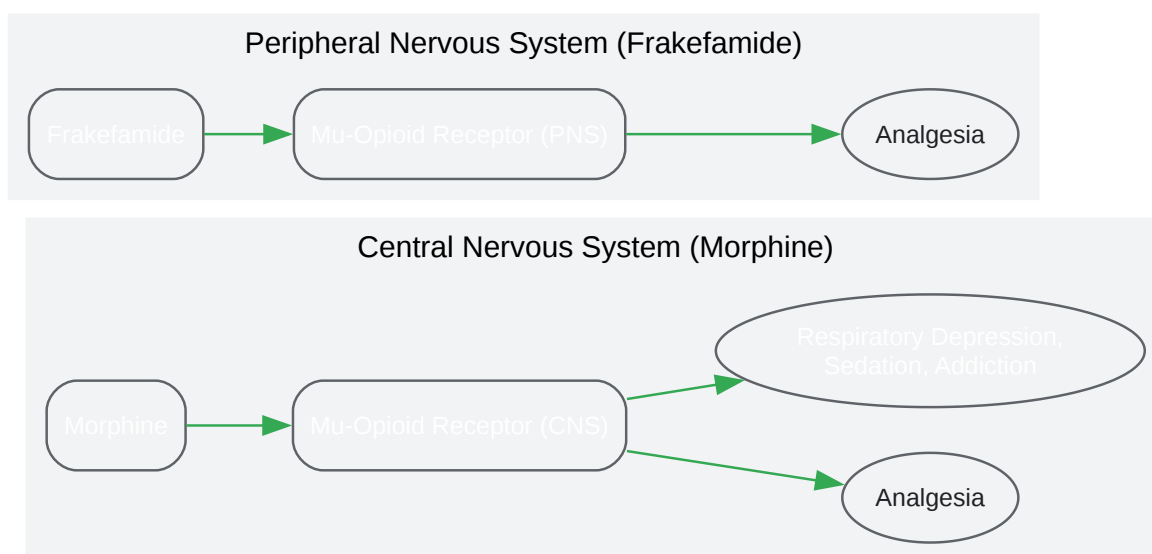 Peripheral Nervous System (Frakefamide)
Frakefamide
Mu-Opioid Receptor (PNS)
Analgesia
Central Nervous System (Morphine)
Respiratory Depression,
Sedation, Addiction
Morphine
Mu-Opioid Receptor (CNS)
Analgesia